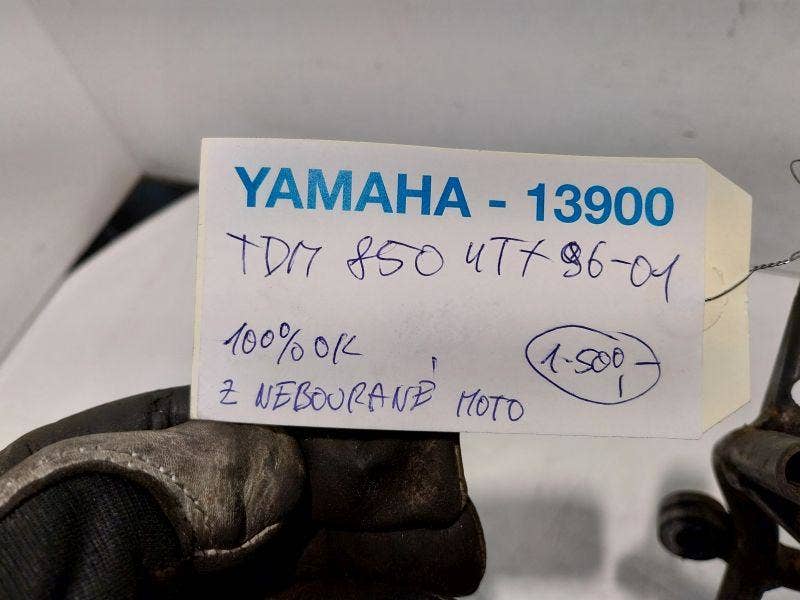 YAMAHA - 13900
TDM 850 4TX 96-01
100% OK
1.500,-
Z NEBOURANÉ MOTO